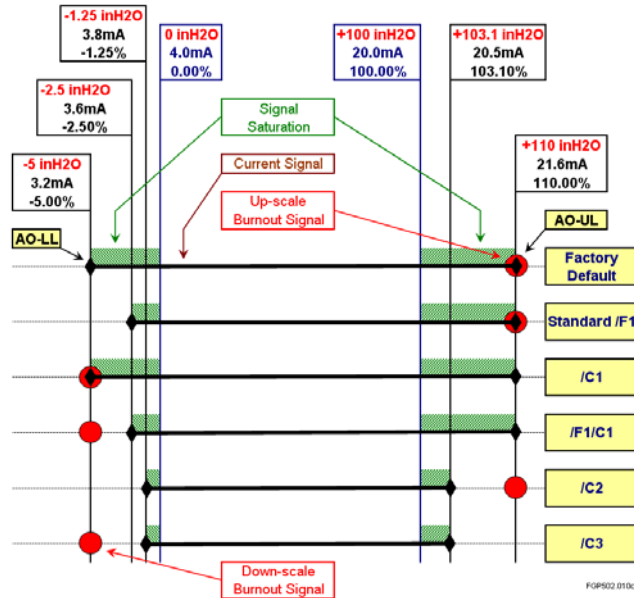 -1.25 inH2O
3.8mA
-1.25%
0 inH2O
4.0mA
0.00%
+100 inH2O
20.0mA
100.00%
+103.1 inH2O
20.5mA
103.10%
-2.5 inH2O
3.6mA
-2.50%
Signal
Saturation
-5 inH2O
3.2mA
-5.00%
Current Signal
Up-scale
Burnout Signal
+110 inH2O
21.6mA
110.00%
AO-LL
AO-UL
Factory
Default
Standard /F1
/C1
/F1/C1
/C2
/C3
Down-scale
Burnout Signal